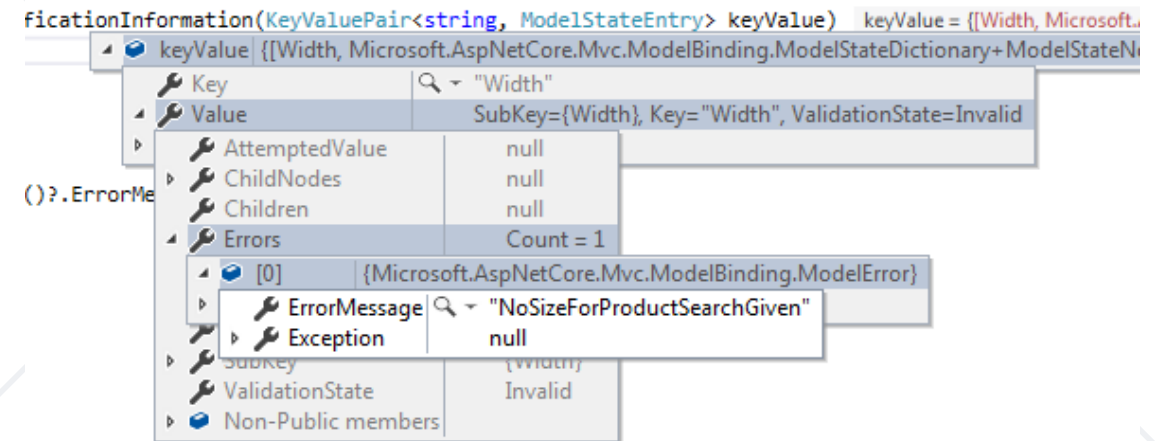 ficationInformation(KeyValuePair<string, ModelStateEntry> keyValue) keyValue = {[Width, Microsoft.
keyValue {[Width, Microsoft.AspNetCore.Mvc.ModelBinding.ModelStateDictionary+ModelStateN
Key "Width"
Value SubKey={Width}, Key="Width", ValidationState=Invalid
AttemptedValue null
ChildNodes null
()?.ErrorMe
Children null
Errors Count = 1
[0] {Microsoft.AspNetCore.Mvc.ModelBinding.ModelError}
ErrorMessage "NoSizeForProductSearchGiven"
Exception null
SubKey {Width}
ValidationState Invalid
Non-Public members